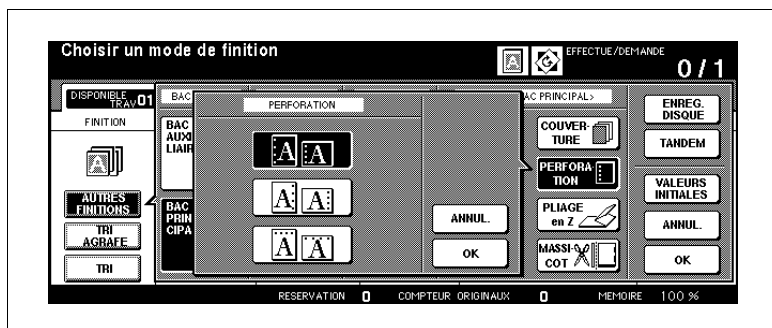 Choisir un mode de finition
EFFECTUE/DEMANDE
0/1
DISPONIBLE
TRAV01
FINITION
AUTRES
FINITIONS
TRI
AGRAFE
TRI
BAC
BAC
AUXI
LIAIR
BAC
PRIN
CIPA
PERFORATION
A A
A A
A A
ANNUL.
OK
AC PRINCIPAL>
COUVER-
TURE
PERFORA-
TION
PLIAGE
en Z
MASSI-
COT
ENREG.
DISQUE
TANDEM
VALEURS
INITIALES
ANNUL.
OK
RESERVATION 0 COMPTEUR ORIGINAUX 0 MEMOIRE 100 %